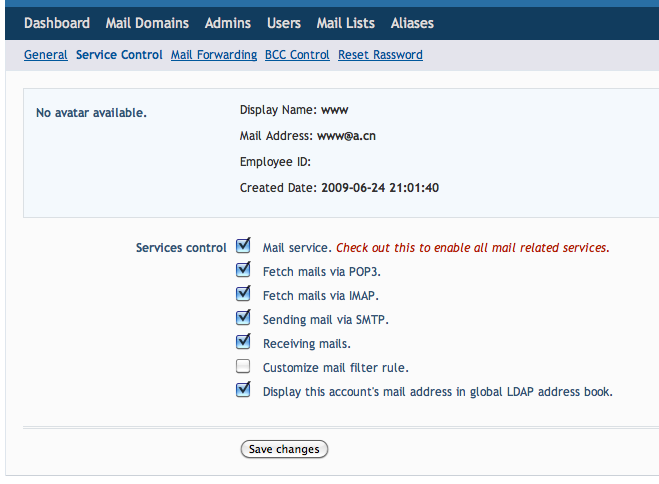 Dashboard Mail Domains Admins Users Mail Lists Aliases
General Service Control Mail Forwarding BCC Control Reset Rassword
No avatar available.
Display Name: www
Mail Address: www@a.cn
Employee ID:
Created Date: 2009-06-24 21:01:40
Services control Mail service. Check out this to enable all mail related services.
Fetch mails via POP3.
Fetch mails via IMAP.
Sending mail via SMTP.
Receiving mails.
Customize mail filter rule.
Display this account's mail address in global LDAP address book.
Save changes